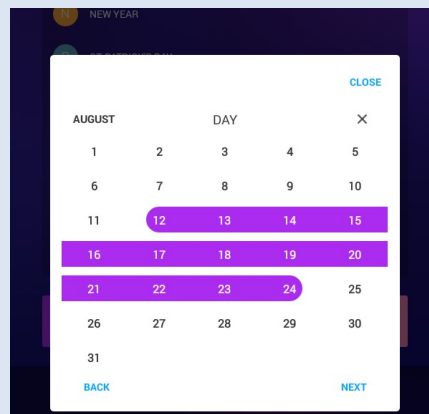 N NEW YEAR
CLOSE
AUGUST DAY ×
1 2 3 4 5
6 7 8 9 10
11 12 13 14 15
16 17 18 19 20
21 22 23 24 25
26 27 28 29 30
31
BACK NEXT